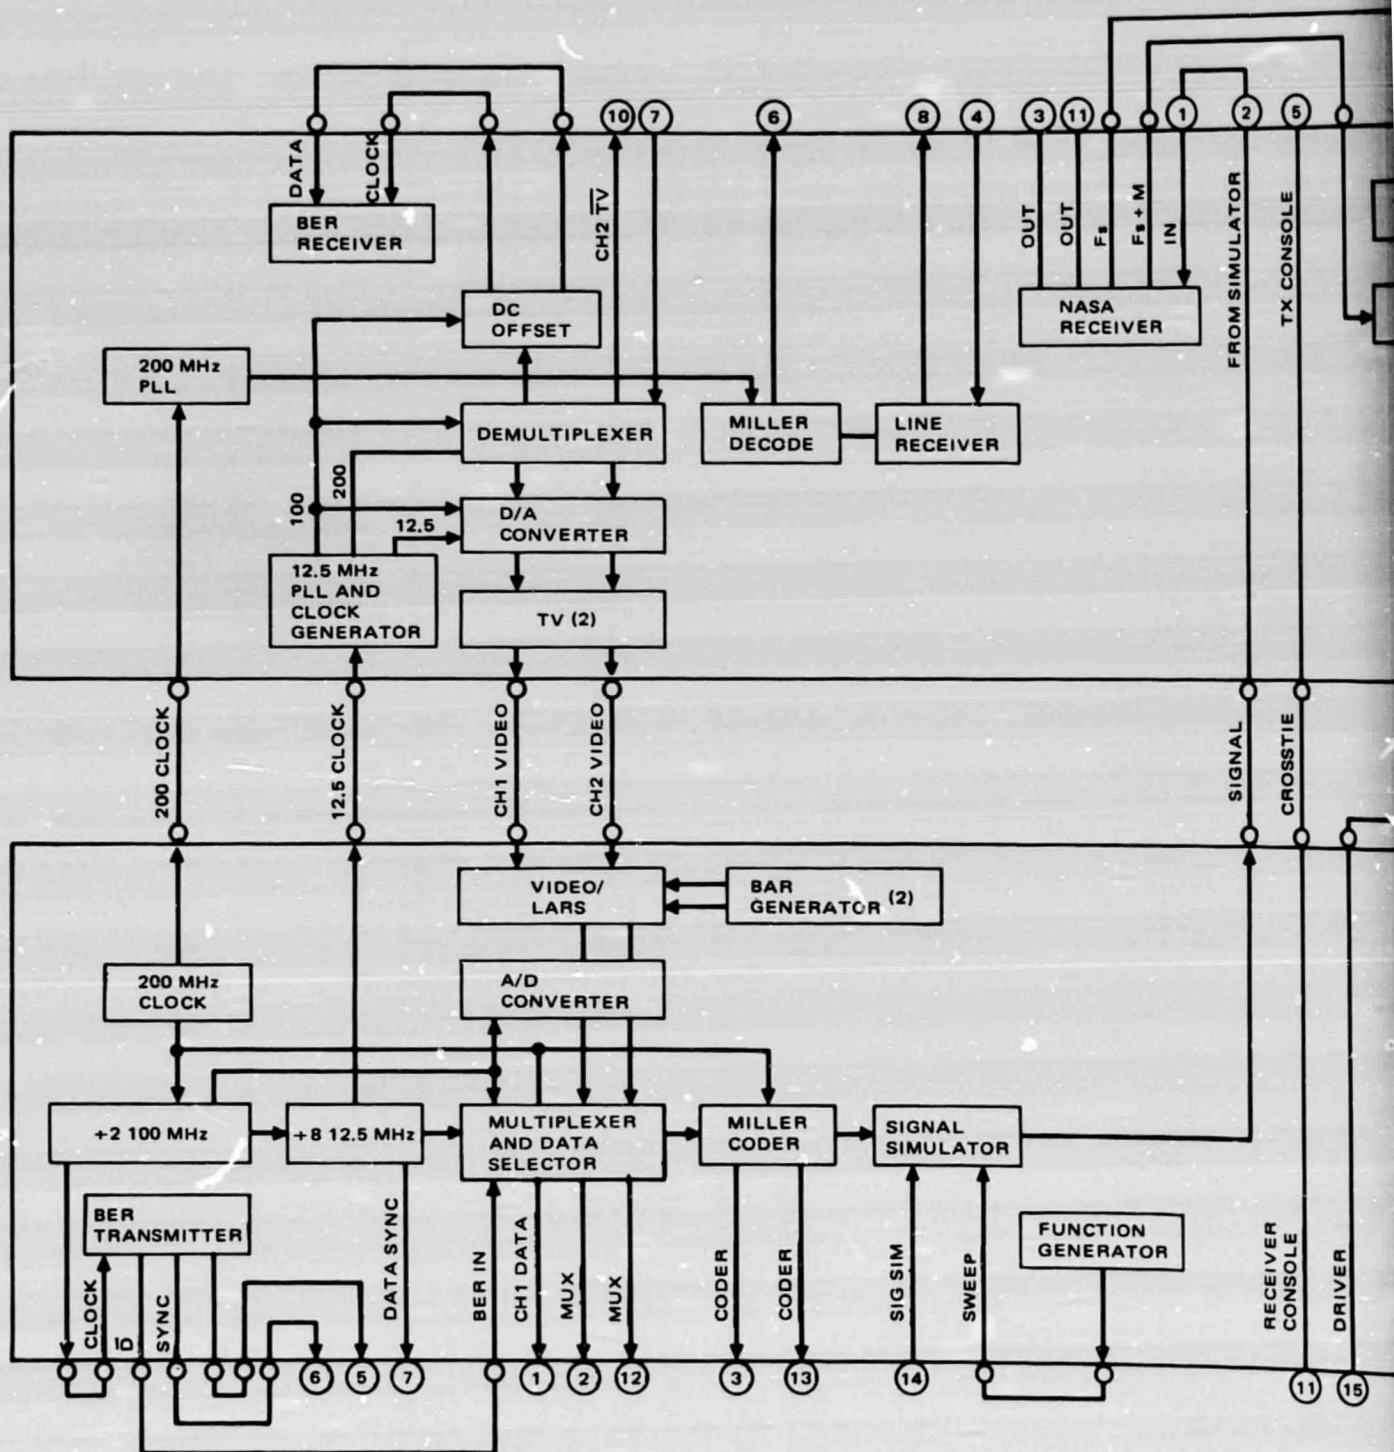 10
7
6
8
4
3
11
1
2
5
DATA
CLOCK
CH2 TV
OUT
OUT
Fs
Fs + M
IN
FROM SIMULATOR
TX CONSOLE
BER
RECEIVER
DC
OFFSET
NASA
RECEIVER
200 MHz
PLL
DEMULTIPLEXER
MILLER
DECODE
LINE
RECEIVER
100
200
12.5
D/A
CONVERTER
12.5 MHz
PLL AND
CLOCK
GENERATOR
TV (2)
200 CLOCK
12.5 CLOCK
CH1 VIDEO
CH2 VIDEO
SIGNAL
CROSSTIE
VIDEO/
LARS
BAR
GENERATOR (2)
200 MHz
CLOCK
A/D
CONVERTER
+2 100 MHz
+8 12.5 MHz
MULTIPLEXER
AND DATA
SELECTOR
MILLER
CODER
SIGNAL
SIMULATOR
BER
TRANSMITTER
FUNCTION
GENERATOR
CLOCK
ID
SYNC
DATA SYNC
BER IN
CH1 DATA
MUX
MUX
CODER
CODER
SIG SIM
SWEEP
RECEIVER
CONSOLE
DRIVER
6
5
7
1
2
12
3
13
14
11
15